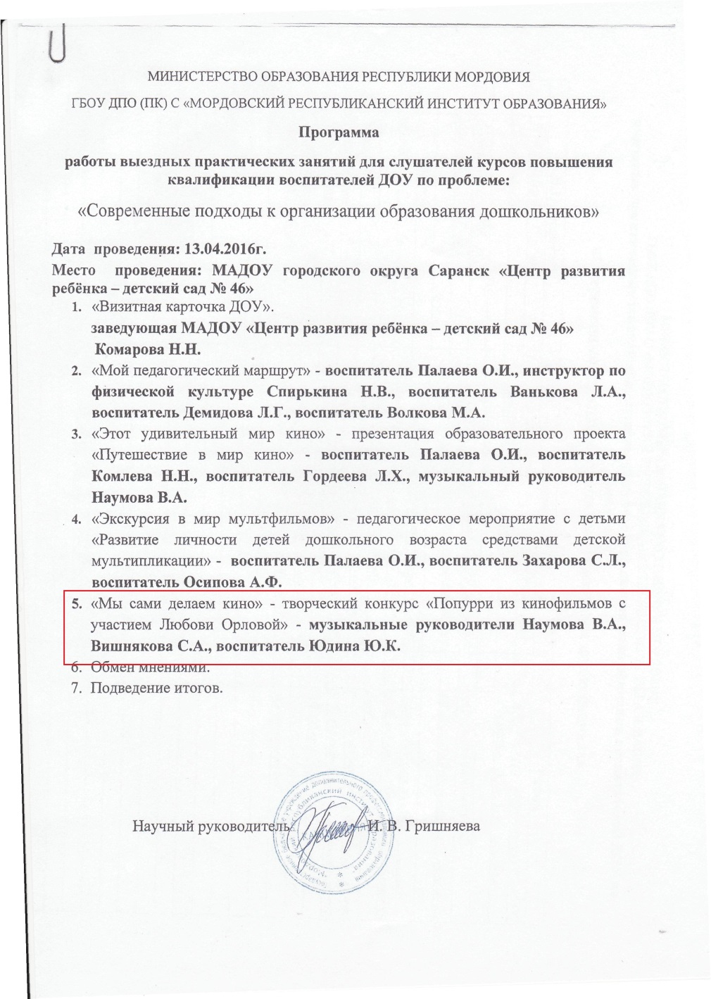 МИНИСТЕРСТВО ОБРАЗОВАНИЯ РЕСПУБЛИКИ МОРДОВИЯ
ГБОУ ДПО (ПК) С «МОРДОВСКИЙ РЕСПУБЛИКАНСКИЙ ИНСТИТУТ ОБРАЗОВАНИЯ»
Программа
работы выездных практических занятий для слушателей курсов повышения
квалификации воспитателей ДОУ по проблеме:
«Современные подходы к организации образования дошкольников»
Дата проведения: 13.04.2016г.
Место проведения: МАДОУ городского округа Саранск «Центр развития
ребёнка – детский сад № 46»
1. «Визитная карточка ДОУ».
заведующая МАДОУ «Центр развития ребёнка – детский сад № 46»
Комарова Н.Н.
2. «Мой педагогический маршрут» - воспитатель Палаева О.И., инструктор по
физической культуре Спирькина Н.В., воспитатель Ванькова Л.А.,
воспитатель Демидова Л.Г., воспитатель Волкова М.А.
3. «Этот удивительный мир кино» - презентация образовательного проекта
«Путешествие в мир кино» - воспитатель Палаева О.И., воспитатель
Комлева Н.Н., воспитатель Гордеева Л.Х., музыкальный руководитель
Наумова В.А.
4. «Экскурсия в мир мультфильмов» - педагогическое мероприятие с детьми
«Развитие личности детей дошкольного возраста средствами детской
мультипликации» - воспитатель Палаева О.И., воспитатель Захарова С.Л.,
воспитатель Осипова А.Ф.
5. «Мы сами делаем кино» - творческий конкурс «Попурри из кинофильмов с
участием Любови Орловой» - музыкальные руководители Наумова В.А.,
Вишнякова С.А., воспитатель Юдина Ю.К.
6. Обмен мнениями.
7. Подведение итогов.
Научный руководитель И. В. Гришняева